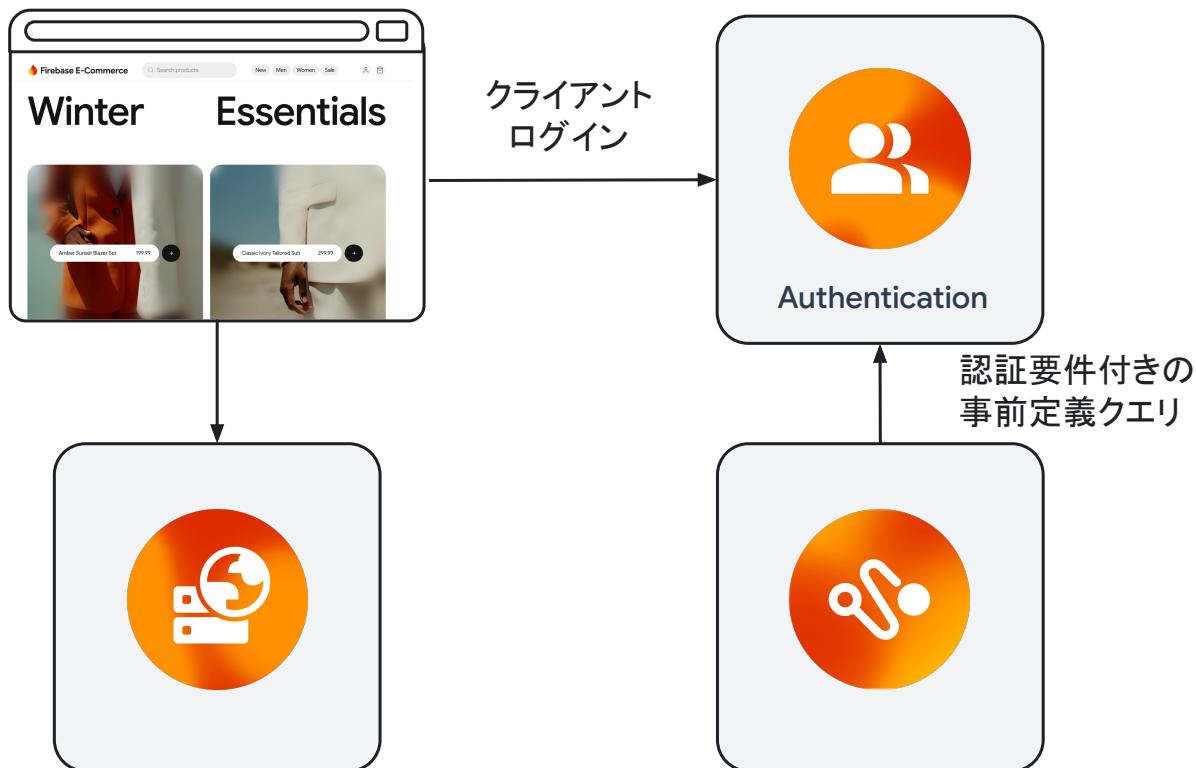 Firebase E-Commerce
Search products
New Men Women Sale
Winter Essentials
Amber Sunset Blazer Set 199.99
Classic Ivory Tailored Suit 299.99
クライアント
ログイン
Authentication
認証要件付きの
事前定義クエリ